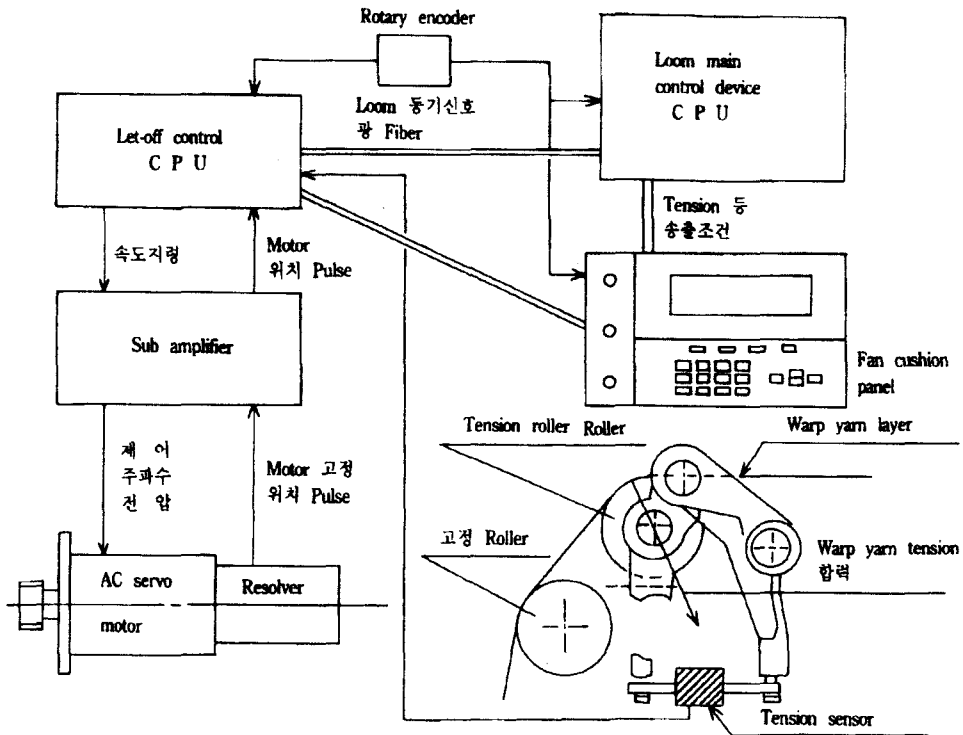 Rotary encoder
Loom main
control device
C P U
Loom 동기신호
광 Fiber
Let-off control
C P U
Tension 등
송출조건
속도지령
Motor
위치 Pulse
Sub amplifier
Fan cushion
panel
Tension roller Roller
Warp yarn layer
제 어
주파수
전 압
Motor 고정
위치 Pulse
고정 Roller
Warp yarn tension
합력
AC servo
motor
Resolver
Tension sensor